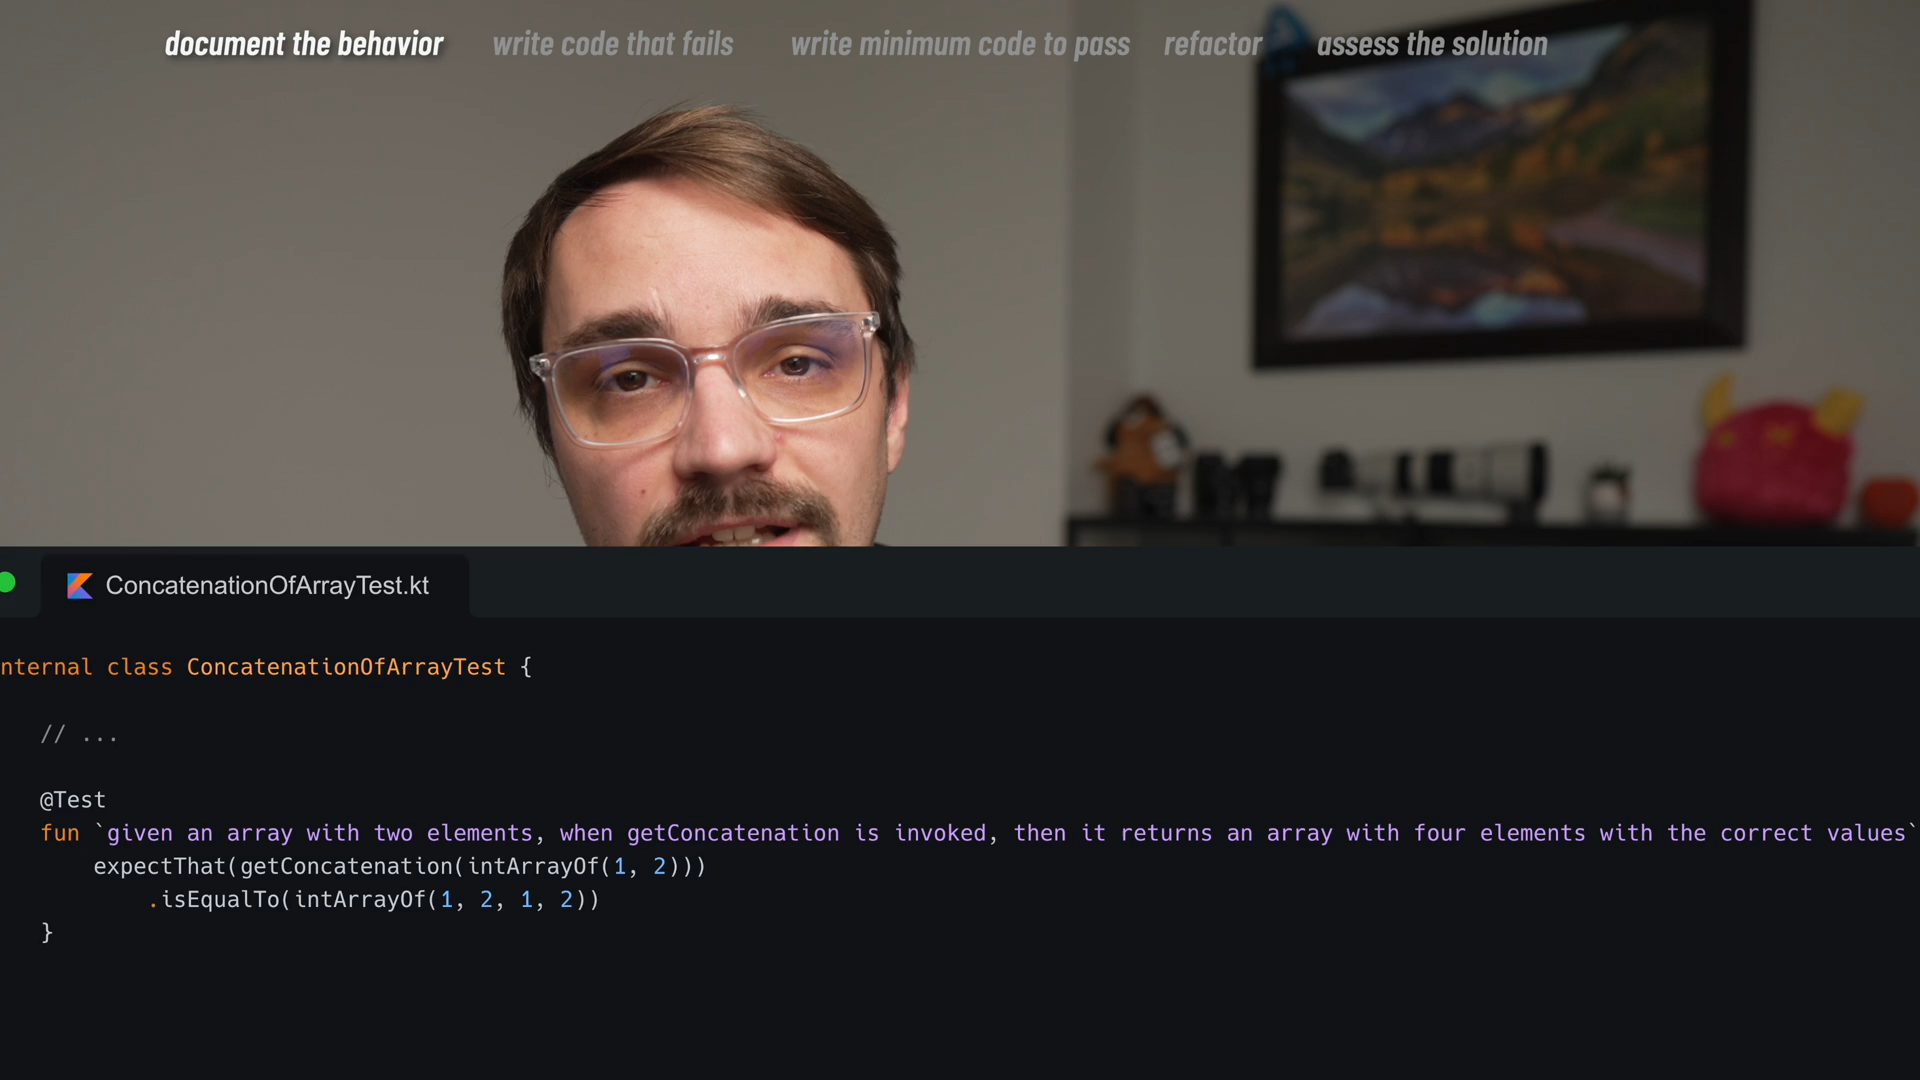 document the behavior write code that fails write minimum code to pass refactor assess the solution
ConcatenationOfArrayTest.kt
nternal class ConcatenationOfArrayTest {
// ...
@Test
fun `given an array with two elements, when getConcatenation is invoked, then it returns an array with four elements with the correct values`
expectThat(getConcatenation(intArrayOf(1, 2)))
.isEqualTo(intArrayOf(1, 2, 1, 2))
}